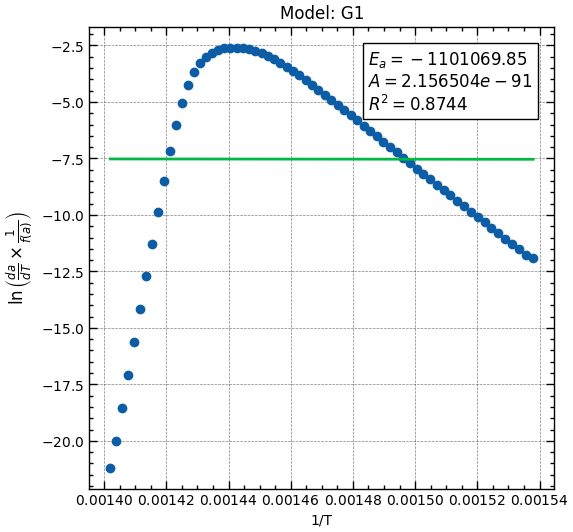 Model: G1
E_a = −1101069.85
A = 2.156504e − 91
R² = 0.8744
ln(da/dT × 1/f(a))
−2.5
−5.0
−7.5
−10.0
−12.5
−15.0
−17.5
−20.0
0.00140 0.00142 0.00144 0.00146 0.00148 0.00150 0.00152 0.00154
1/T